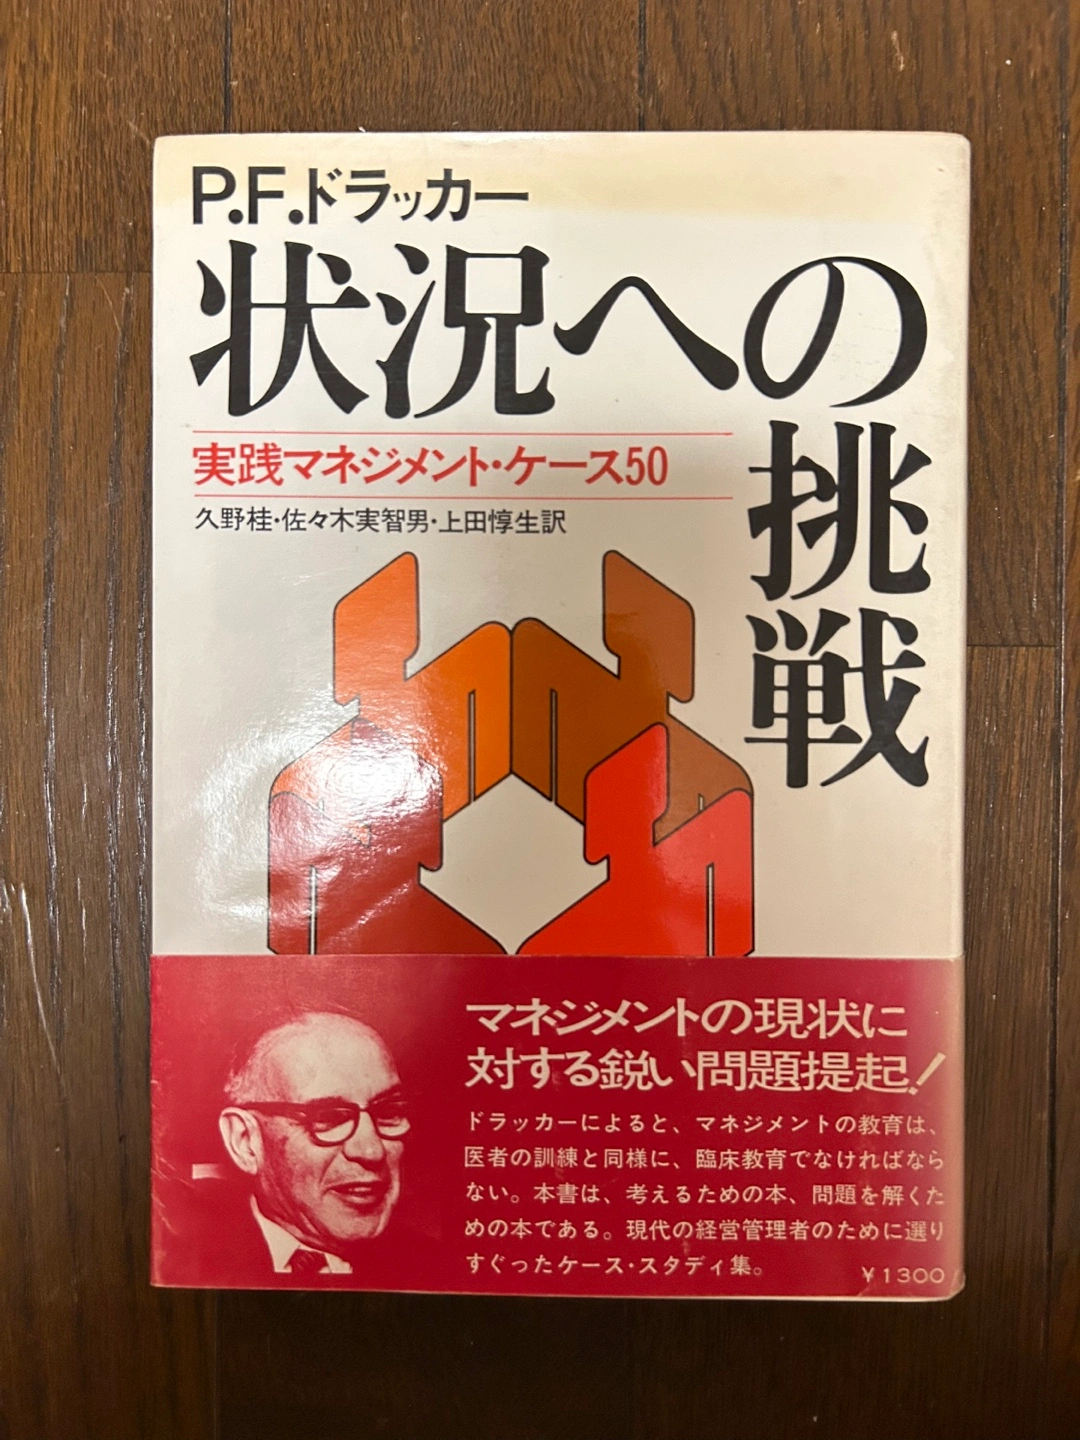 P.F.ドラッカー
状況への挑戦
実践マネジメント・ケース50
久野桂・佐々木実智男・上田惇生訳
マネジメントの現状に
対する鋭い問題提起!
ドラッカーによると、マネジメントの教育は、
医者の訓練と同様に、臨床教育でなければなら
ない。本書は、考えるための本、問題を解くた
めの本である。現代の経営管理者のために選り
すぐったケース・スタディ集。
¥1300